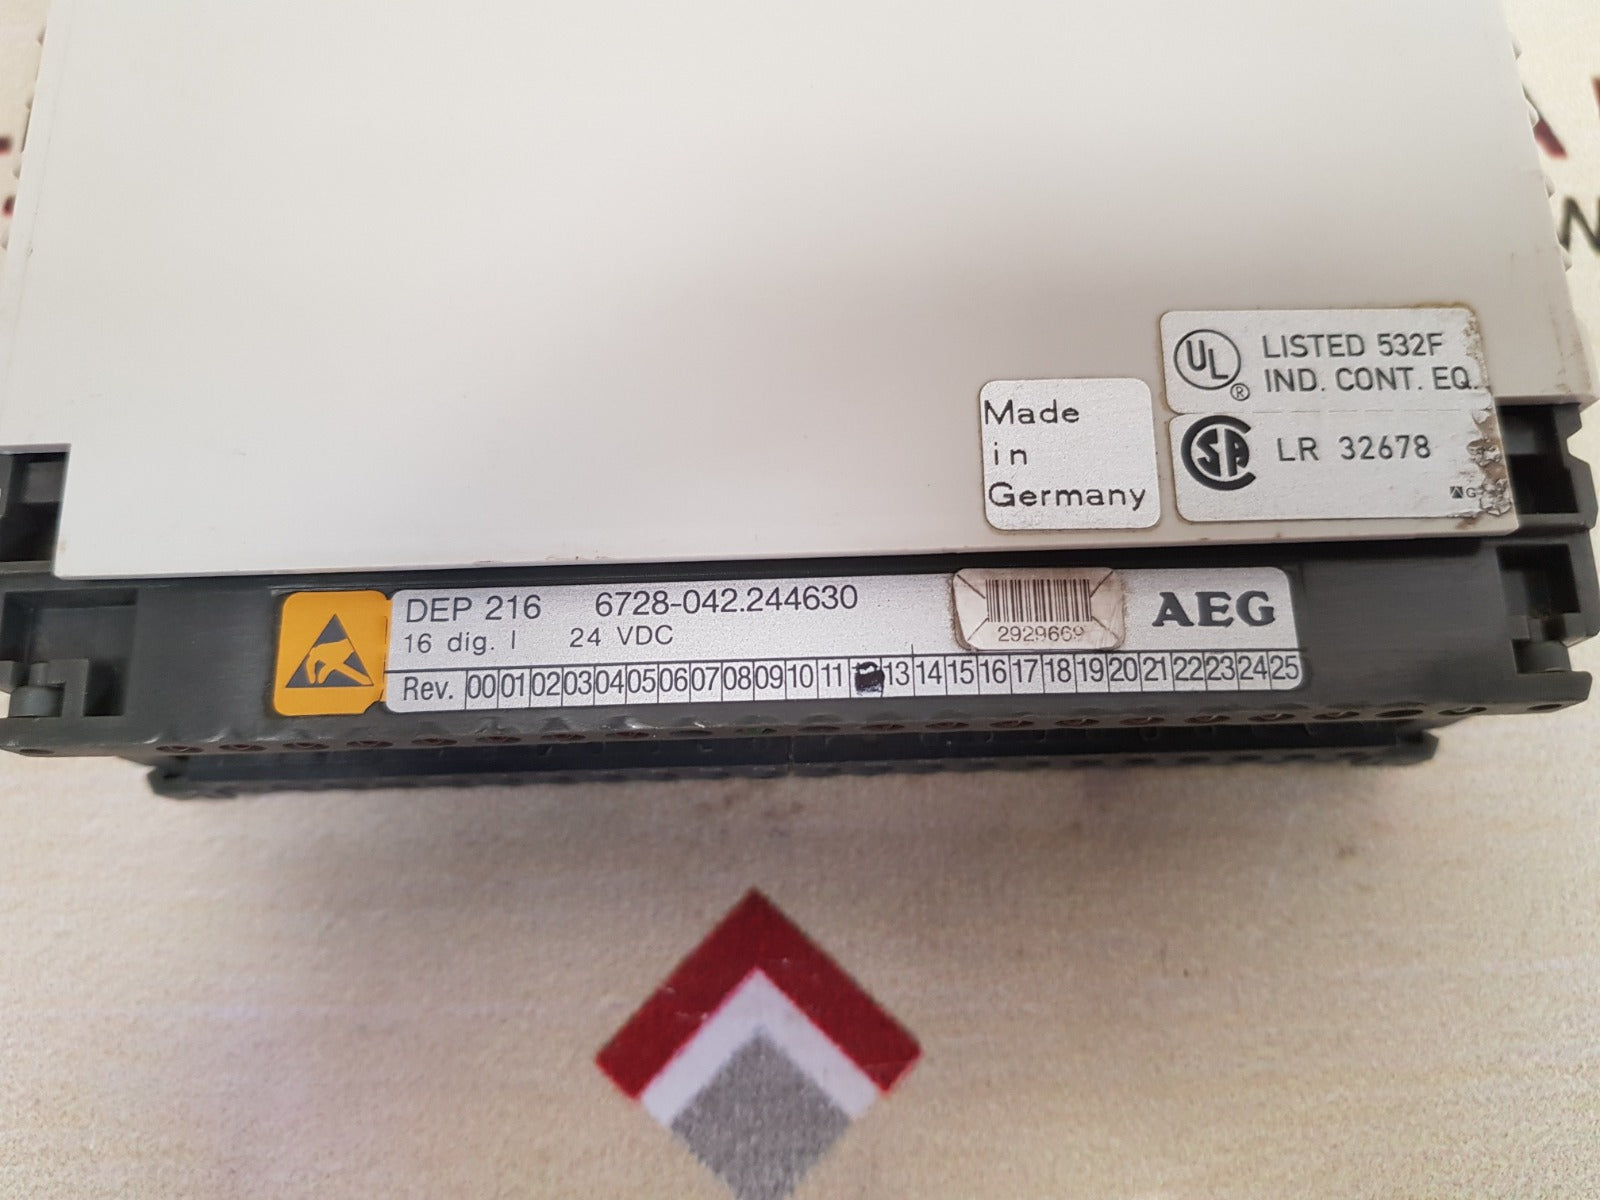 UL® LISTED 532F
IND. CONT. EQ.
SA LR 32678
Made
in
Germany
DEP 216 6728-042.244630
16 dig. I 24 VDC
2929669
AEG
Rev. 00 01 02 03 04 05 06 07 08 09 10 11 13 14 15 16 17 18 19 20 21 22 23 24 25